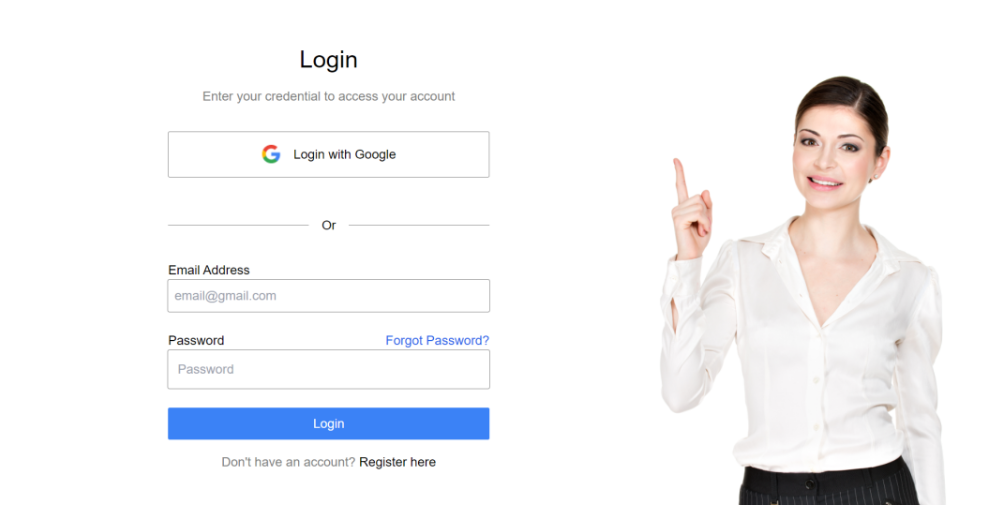 Login
Enter your credential to access your account
Login with Google
Or
Email Address
email@gmail.com
Password Forgot Password?
Password
Login
Don't have an account? Register here